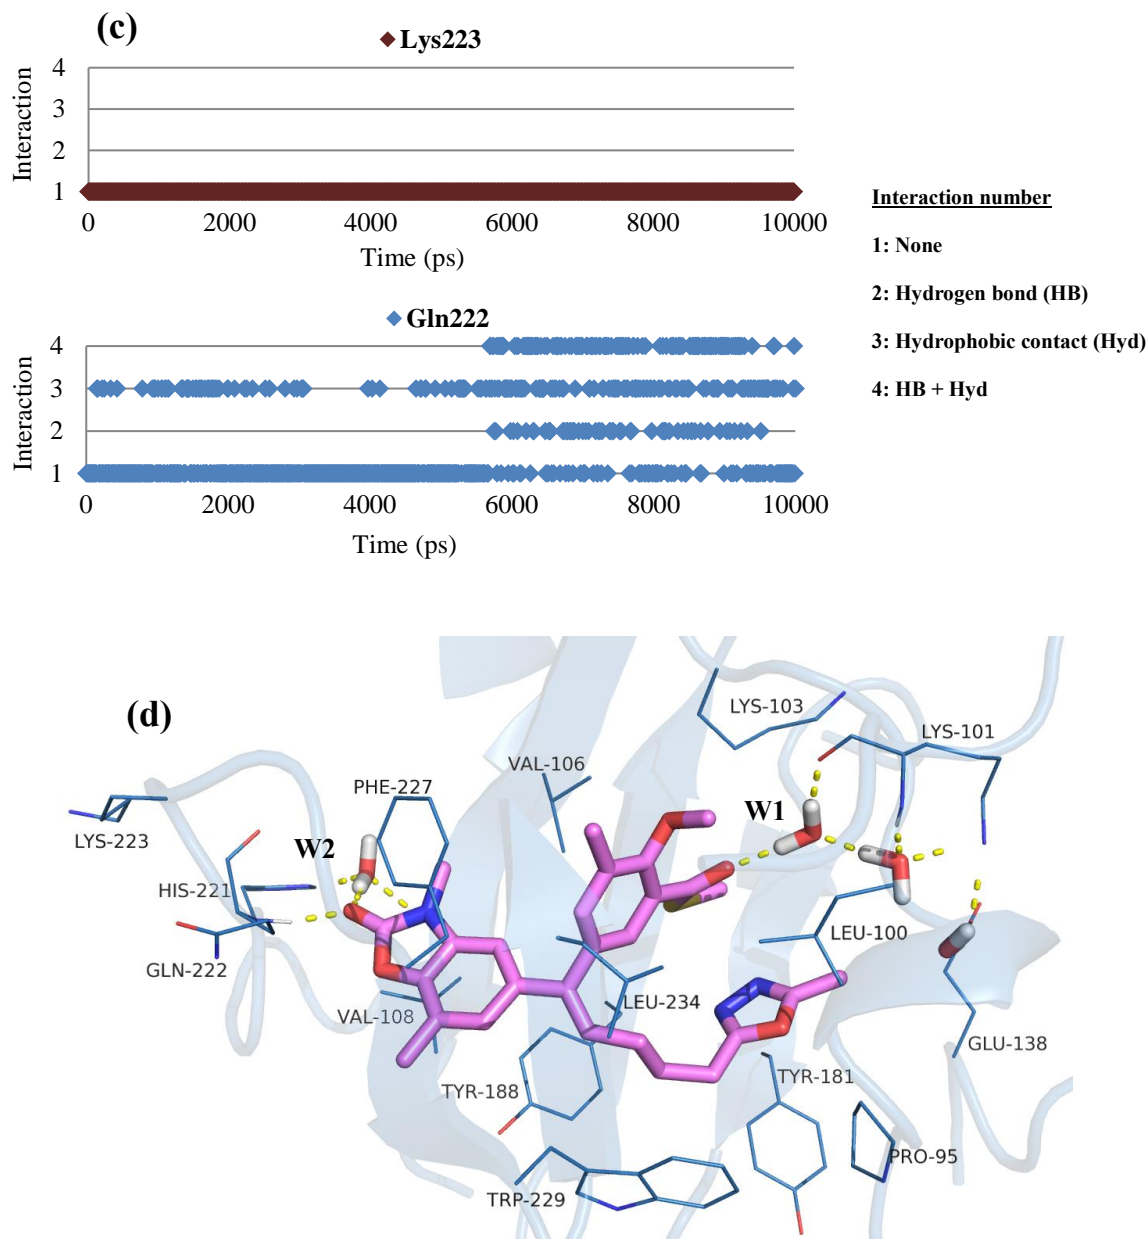 (c)
Lys223
Interaction
4
3
2
1
0 2000 4000 6000 8000 10000
Time (ps)
Interaction number
1: None
2: Hydrogen bond (HB)
3: Hydrophobic contact (Hyd)
4: HB + Hyd
Gln222
Interaction
4
3
2
1
0 2000 4000 6000 8000 10000
Time (ps)
(d)
LYS-103
LYS-101
VAL-106
PHE-227
W1
LYS-223
W2
HIS-221
LEU-100
GLN-222
LEU-234
VAL-108
GLU-138
TYR-188
TYR-181
PRO-95
TRP-229